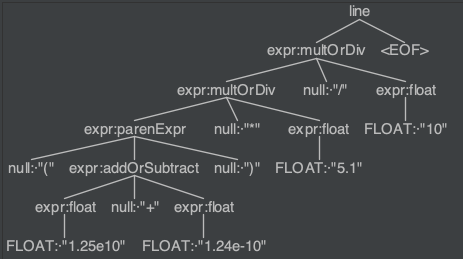 line
expr:multOrDiv <EOF>
expr:multOrDiv null:·"/" expr:float
expr:parenExpr null:·"*" expr:float FLOAT:·"10"
null:·"(" expr:addOrSubtract null:·")" FLOAT:·"5.1"
expr:float null:·"+" expr:float
FLOAT:·"1.25e10" FLOAT:·"1.24e-10"